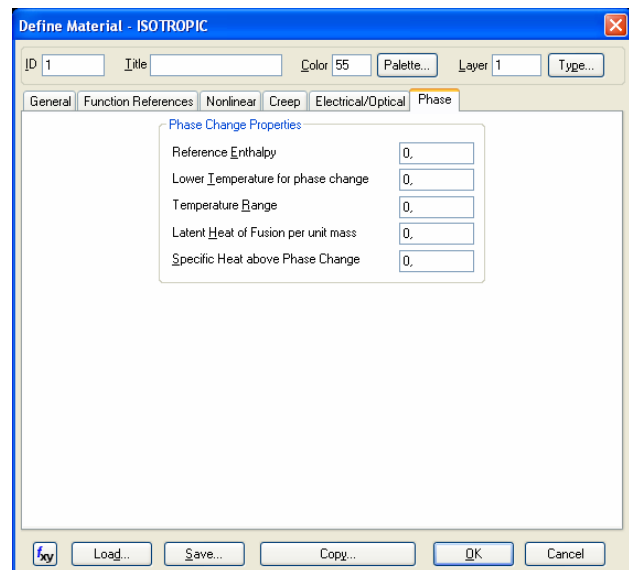 Define Material - ISOTROPIC
ID 1 Title Color 55 Palette... Layer 1 Type...
General Function References Nonlinear Creep Electrical/Optical Phase
Phase Change Properties
Reference Enthalpy 0,
Lower Temperature for phase change 0,
Temperature Range 0,
Latent Heat of Fusion per unit mass 0,
Specific Heat above Phase Change 0,
fxy Load... Save... Copy... OK Cancel